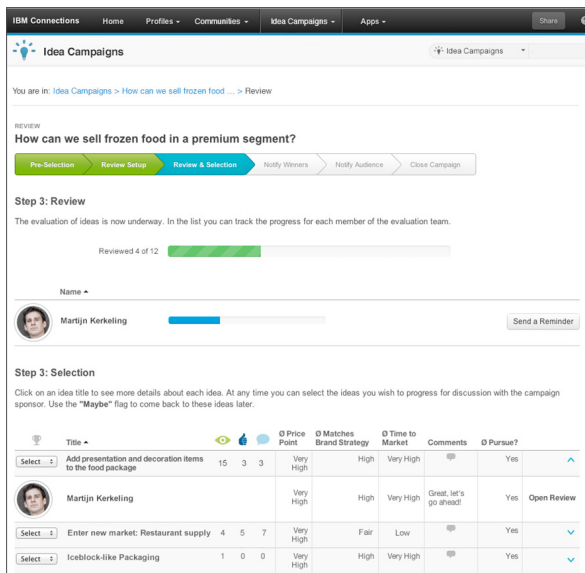 IBM Connections Home Profiles Communities Idea Campaigns Apps Share
Idea Campaigns Idea Campaigns
You are in: Idea Campaigns > How can we sell frozen food ... > Review
REVIEW
How can we sell frozen food in a premium segment?
Pre-Selection Review Setup Review & Selection Notify Winners Notify Audience Close Campaign
Step 3: Review
The evaluation of ideas is now underway. In the list you can track the progress for each member of the evaluation team.
Reviewed 4 of 12
Name
Martijn Kerkeling Send a Reminder
Step 3: Selection
Click on an idea title to see more details about each idea. At any time you can select the ideas you wish to progress for discussion with the campaign
sponsor. Use the "Maybe" flag to come back to these ideas later.
Ø Price Ø Matches Ø Time to
Title Point Brand Strategy Market Comments Ø Pursue?
Select Add presentation and decoration items 15 3 3 Very High Very High Yes
to the food package High
Martijn Kerkeling Very High Very High Great, let's Yes Open Review
High go ahead!
Select Enter new market: Restaurant supply 4 5 7 Very Fair Low Yes
High
Select Iceblock-like Packaging 1 0 0 Very High Very High Yes
High